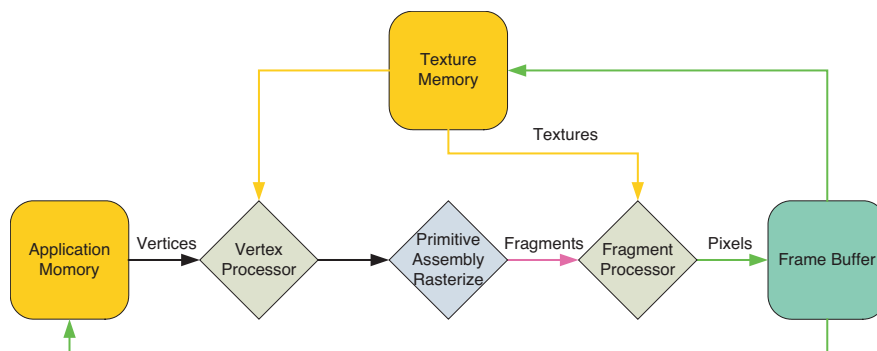 Texture
Memory
Textures
Application
Momory
Vertices
Vertex
Processor
Primitive
Assembly
Rasterize
Fragments
Fragment
Processor
Pixels
Frame Buffer